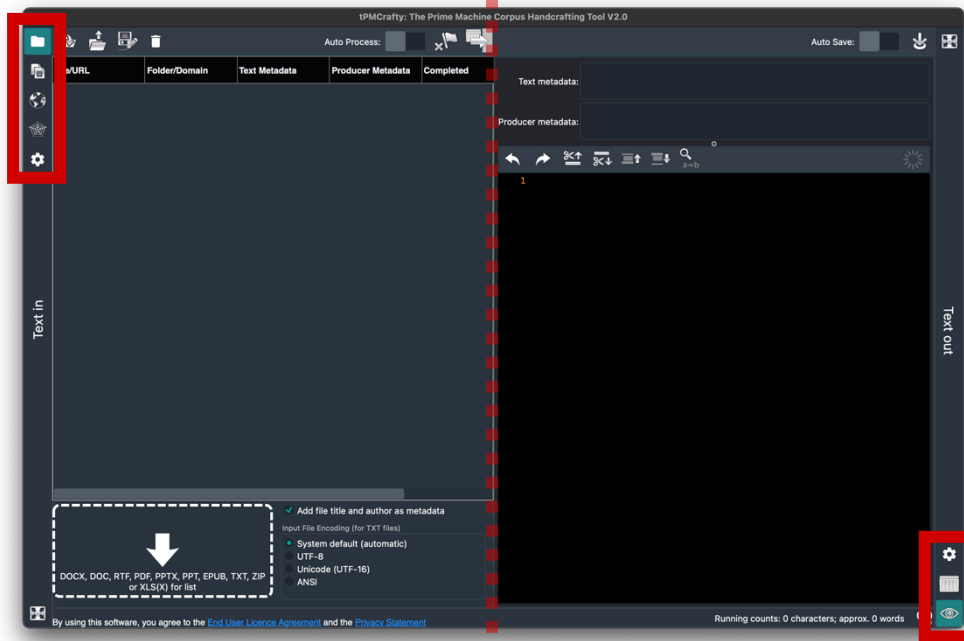 tPMCrafty: The Prime Machine Corpus Handcrafting Tool V2.0
Auto Process:
Auto Save:
/URL
Folder/Domain
Text Metadata
Producer Metadata
Completed
Text metadata:
Producer metadata:
a→b
1
Text in
Text out
DOCX, DOC, RTF, PDF, PPTX, PPT, EPUB, TXT, ZIP
or XLS(X) for list
Add file title and author as metadata
Input File Encoding (for TXT files)
System default (automatic)
UTF-8
Unicode (UTF-16)
ANSI
By using this software, you agree to the End User Licence Agreement and the Privacy Statement
Running counts: 0 characters; approx. 0 words